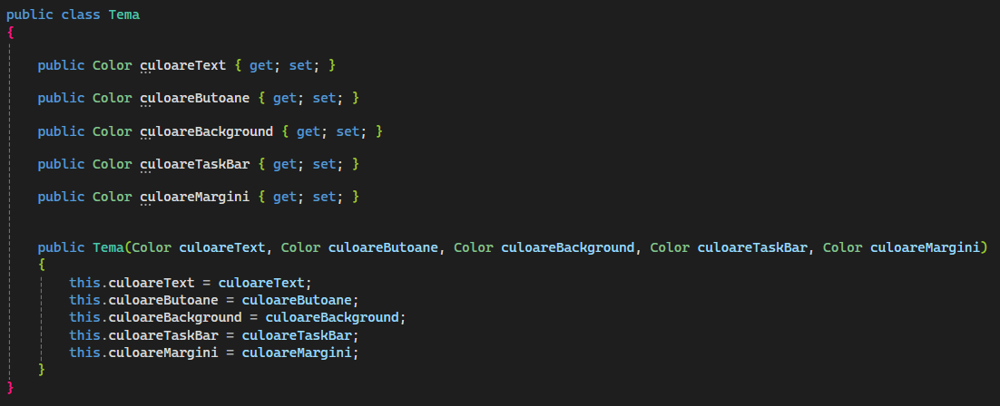 public class Tema
{
public Color culoareText { get; set; }
public Color culoareButoane { get; set; }
public Color culoareBackground { get; set; }
public Color culoareTaskBar { get; set; }
public Color culoareMargini { get; set; }
public Tema(Color culoareText, Color culoareButoane, Color culoareBackground, Color culoareTaskBar, Color culoareMargini)
{
this.culoareText = culoareText;
this.culoareButoane = culoareButoane;
this.culoareBackground = culoareBackground;
this.culoareTaskBar = culoareTaskBar;
this.culoareMargini = culoareMargini;
}
}